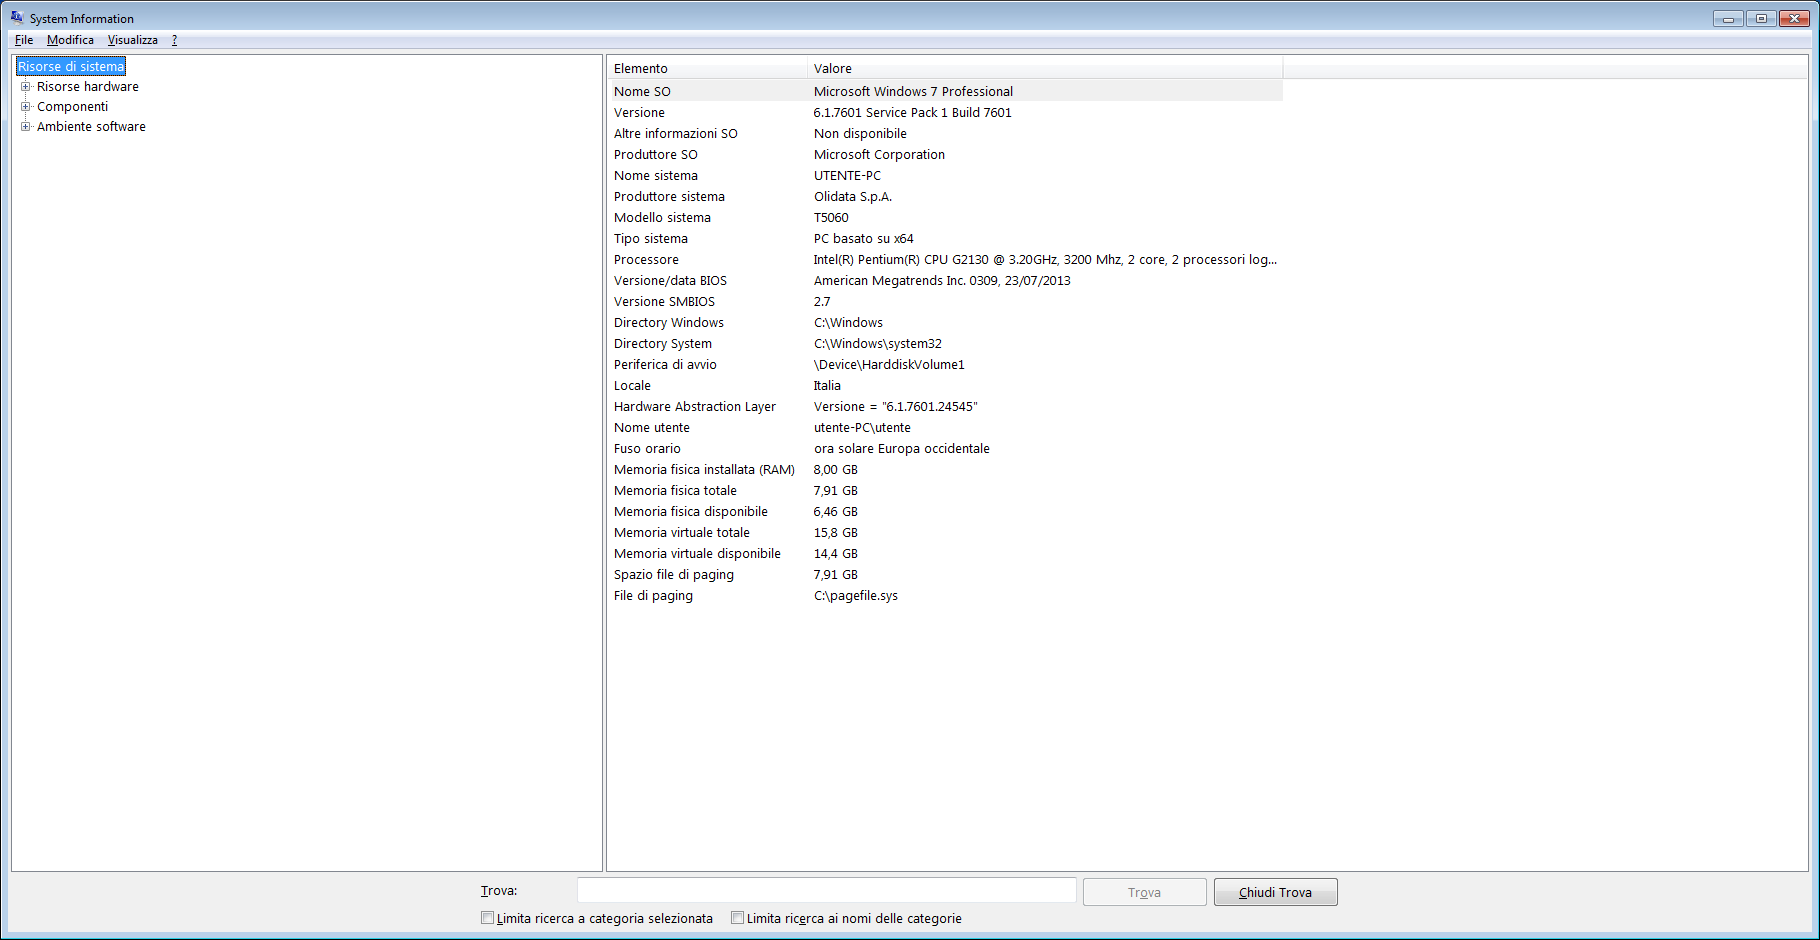 System Information
File Modifica Visualizza ?
Risorse di sistema
Risorse hardware
Componenti
Ambiente software
Elemento Valore
Nome SO Microsoft Windows 7 Professional
Versione 6.1.7601 Service Pack 1 Build 7601
Altre informazioni SO Non disponibile
Produttore SO Microsoft Corporation
Nome sistema UTENTE-PC
Produttore sistema Olidata S.p.A.
Modello sistema T5060
Tipo sistema PC basato su x64
Processore Intel(R) Pentium(R) CPU G2130 @ 3.20GHz, 3200 Mhz, 2 core, 2 processori log...
Versione/data BIOS American Megatrends Inc. 0309, 23/07/2013
Versione SMBIOS 2.7
Directory Windows C:\Windows
Directory System C:\Windows\system32
Periferica di avvio \Device\HarddiskVolume1
Locale Italia
Hardware Abstraction Layer Versione = "6.1.7601.24545"
Nome utente utente-PC\utente
Fuso orario ora solare Europa occidentale
Memoria fisica installata (RAM) 8,00 GB
Memoria fisica totale 7,91 GB
Memoria fisica disponibile 6,46 GB
Memoria virtuale totale 15,8 GB
Memoria virtuale disponibile 14,4 GB
Spazio file di paging 7,91 GB
File di paging C:\pagefile.sys
Trova: Trova Chiudi Trova
Limita ricerca a categoria selezionata Limita ricerca ai nomi delle categorie